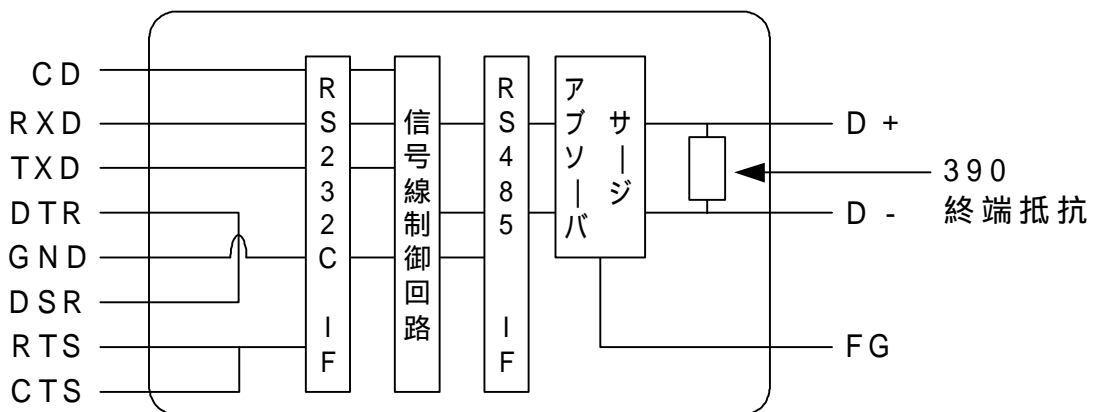 CD
RXD
TXD
DTR
GND
DSR
RTS
CTS
RS232C IF
信号線制御回路
RS485 IF
サージ
アブソーバ
D +
390
終端抵抗
D -
FG